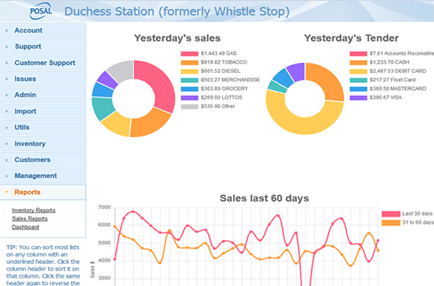 POSAL
Duchess Station (formerly Whistle Stop)
Account
Support
Customer Support
Issues
Admin
Import
Utils
Inventory
Customers
Management
Reports
Inventory Reports
Sales Reports
Dashboard
TIP: You can sort most lists
on any column with an
underlined header. Click the
column header to sort it on
that column. Click the same
header again to reverse the
Yesterday's sales
$1,443.49 GAS
$919.82 TOBACCO
$601.52 DIESEL
$503.27 MERCHANDISE
$303.89 GROCERY
$269.00 LOTTOS
$535.90 Other
Yesterday's Tender
$7.61 Accounts Receivable
$1,233.70 CASH
$2,487.53 DEBIT CARD
$217.27 Fleet Card
$360.50 MASTERCARD
$395.67 VISA
Sales last 60 days
Last 30 days
31 to 60 days
7000
6000
5000
4000
3000
2000
1000
Sales $